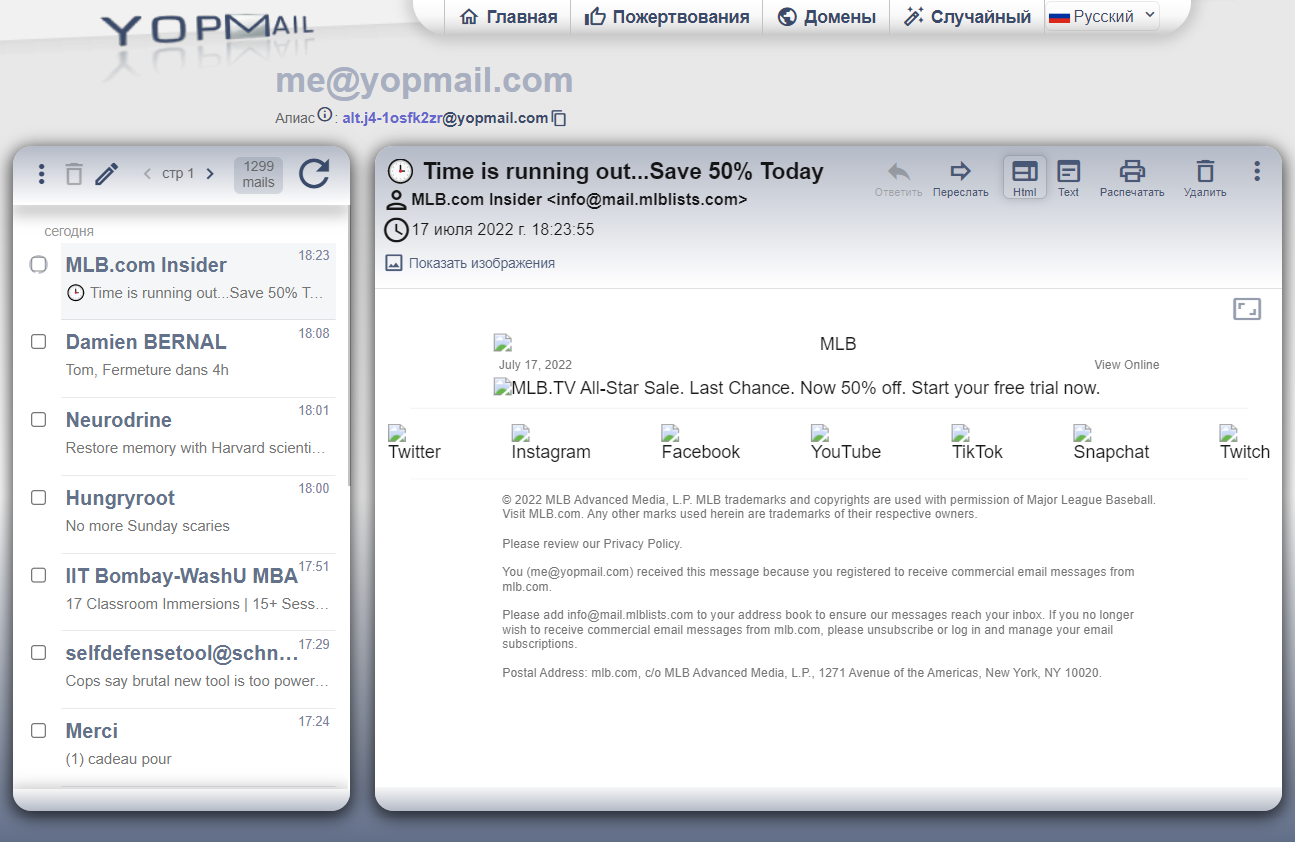 YOPMAIL
Главная Пожертвования Домены Случайный Русский
me@yopmail.com
Алиас : alt.j4-1osfk2zr@yopmail.com
стр 1
1299
mails
сегодня
MLB.com Insider 18:23
Time is running out...Save 50% T...
Damien BERNAL 18:08
Tom, Fermeture dans 4h
Neurodrine 18:01
Restore memory with Harvard scienti...
Hungryroot 18:00
No more Sunday scaries
IIT Bombay-WashU MBA 17:51
17 Classroom Immersions | 15+ Sess...
selfdefensetool@schn... 17:29
Cops say brutal new tool is too power...
Merci 17:24
(1) cadeau pour
Time is running out...Save 50% Today
MLB.com Insider <info@mail.mlblists.com>
17 июля 2022 г. 18:23:55
Показать изображения
Ответить Переслать Html Text Распечатать Удалить
MLB
July 17, 2022 View Online
MLB.TV All-Star Sale. Last Chance. Now 50% off. Start your free trial now.
Twitter Instagram Facebook YouTube TikTok Snapchat Twitch
© 2022 MLB Advanced Media, L.P. MLB trademarks and copyrights are used with permission of Major League Baseball.
Visit MLB.com. Any other marks used herein are trademarks of their respective owners.
Please review our Privacy Policy.
You (me@yopmail.com) received this message because you registered to receive commercial email messages from
mlb.com.
Please add info@mail.mlblists.com to your address book to ensure our messages reach your inbox. If you no longer
wish to receive commercial email messages from mlb.com, please unsubscribe or log in and manage your email
subscriptions.
Postal Address: mlb.com, c/o MLB Advanced Media, L.P., 1271 Avenue of the Americas, New York, NY 10020.